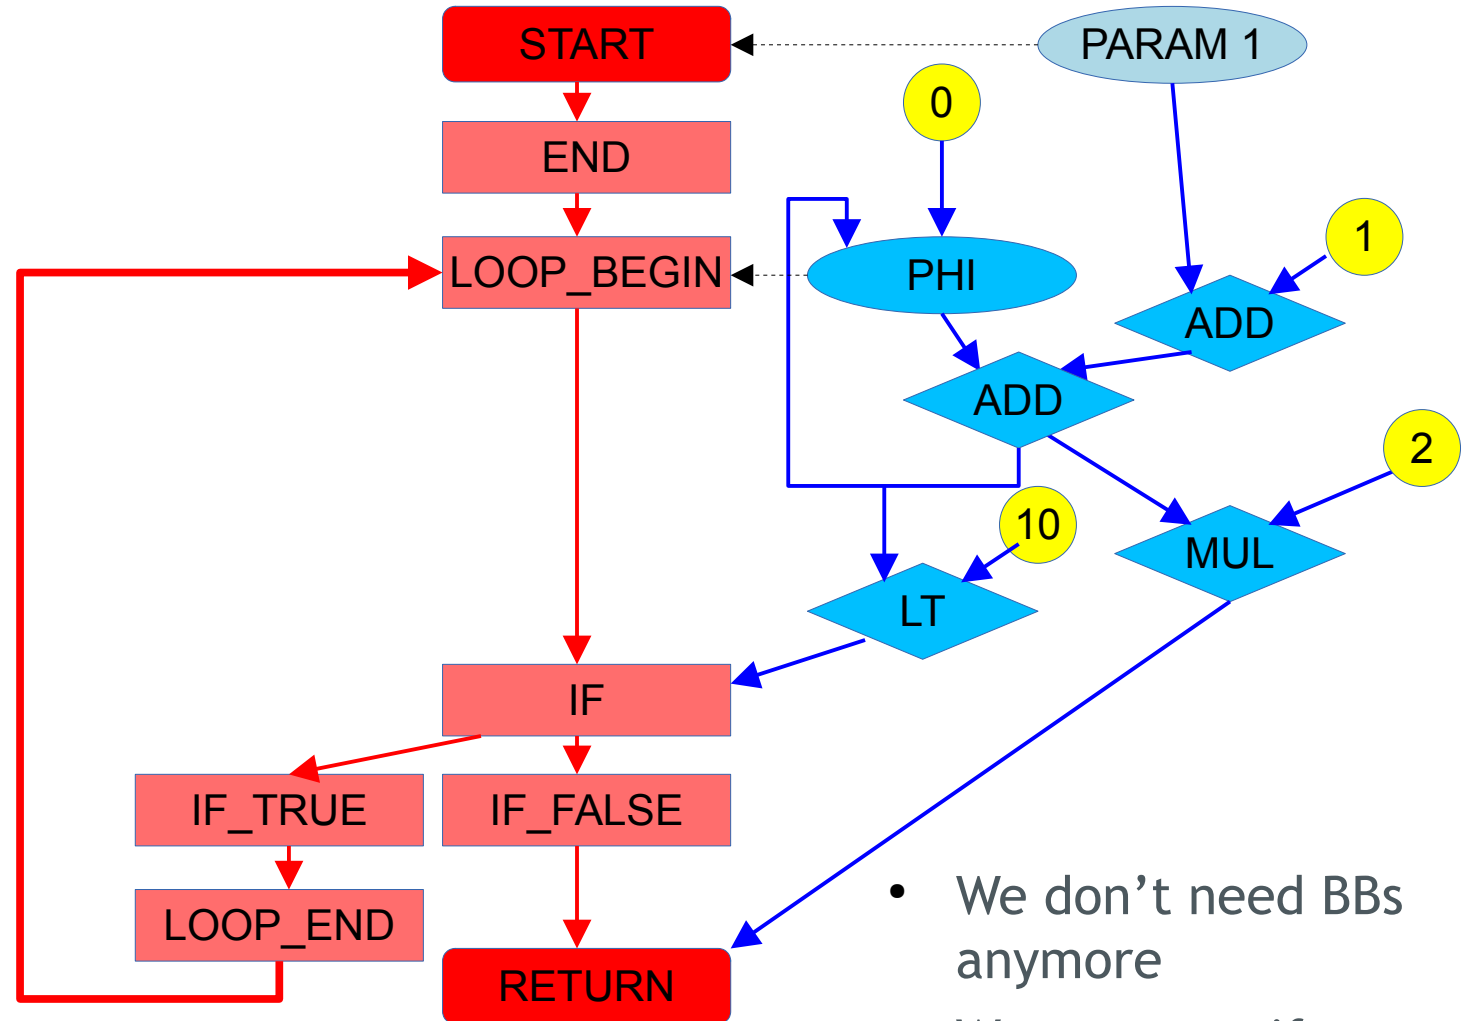 START
PARAM 1
0
END
1
LOOP_BEGIN
PHI
ADD
ADD
2
10
MUL
LT
IF
IF_TRUE
IF_FALSE
LOOP_END
RETURN
• We don’t need BBs
anymore